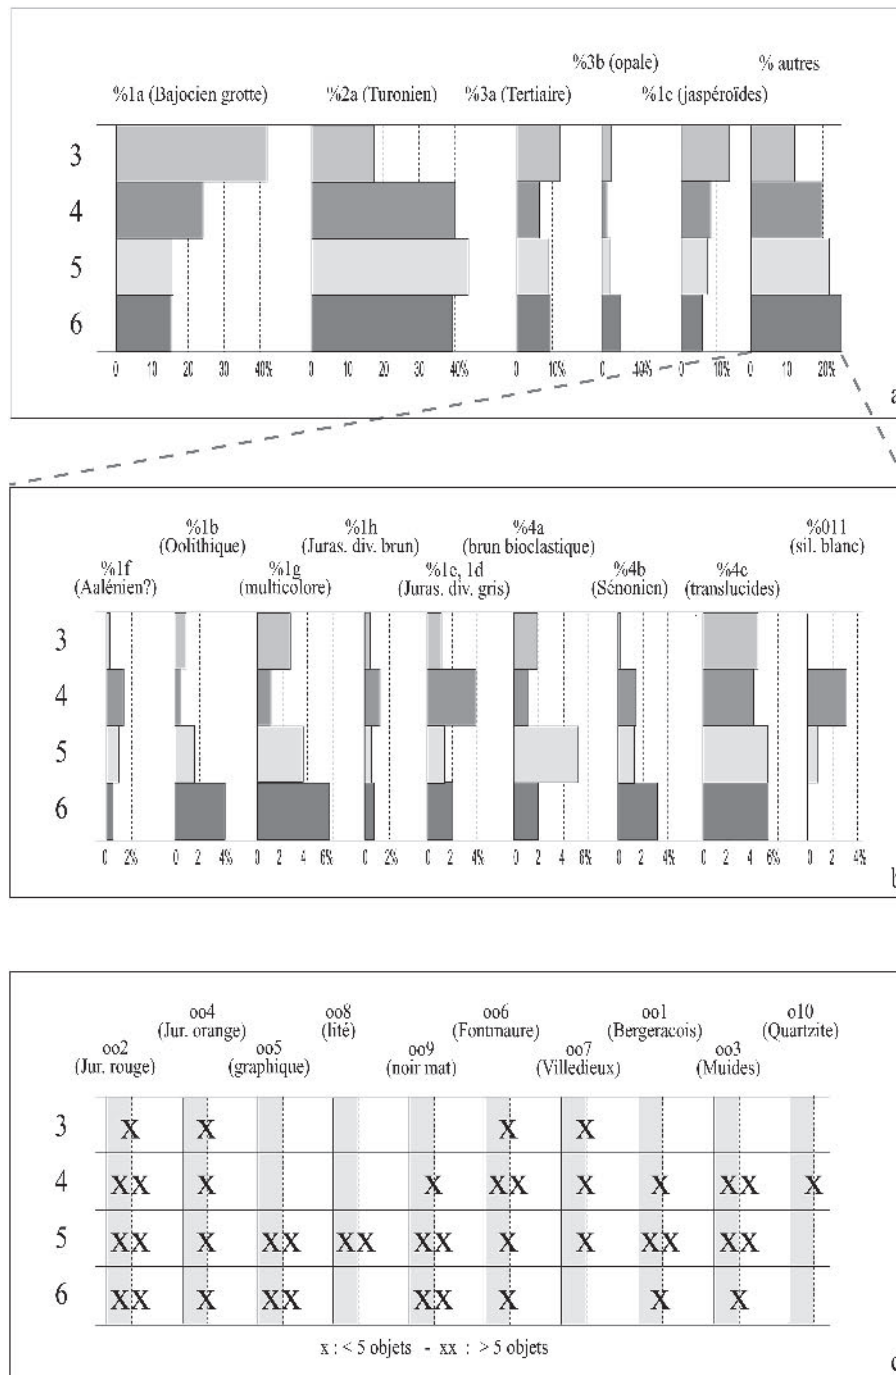 %3b (opale) % autres
%1a (Bajocien grotte) %2a (Turonien) %3a (Tertiaire) %1c (jaspéroïdes)
3
4
5
6
0 10 20 30 40% 0 10 20 30 40% 0 10% 0 10% 0 10 20%
a
%1b (Oolithique) %1h (Juras. div. brun) %4a (brun bioclastique) %011 (sil. blanc)
%1f (Aalénien?) %1g (multicolore) %1e, 1d (Juras. div. gris) %4b (Sénonien) %4c (translucides)
3
4
5
6
0 2% 0 2 4% 0 2 4 6% 0 2% 0 2 4% 0 2 4 6% 0 2 4% 0 2 4 6% 0 2 4%
b
oo4 (Jur. orange) oo8 (lité) oo6 (Fontmaure) oo1 (Bergeracois) o10 (Quartzite)
oo2 (Jur. rouge) oo5 (graphique) oo9 (noir mat) oo7 (Villedieux) oo3 (Muides)
3 X X X X
4 XX X X XX X X XX X
5 XX X XX XX XX X X XX XX
6 XX X XX XX X X X
x : < 5 objets - xx : > 5 objets